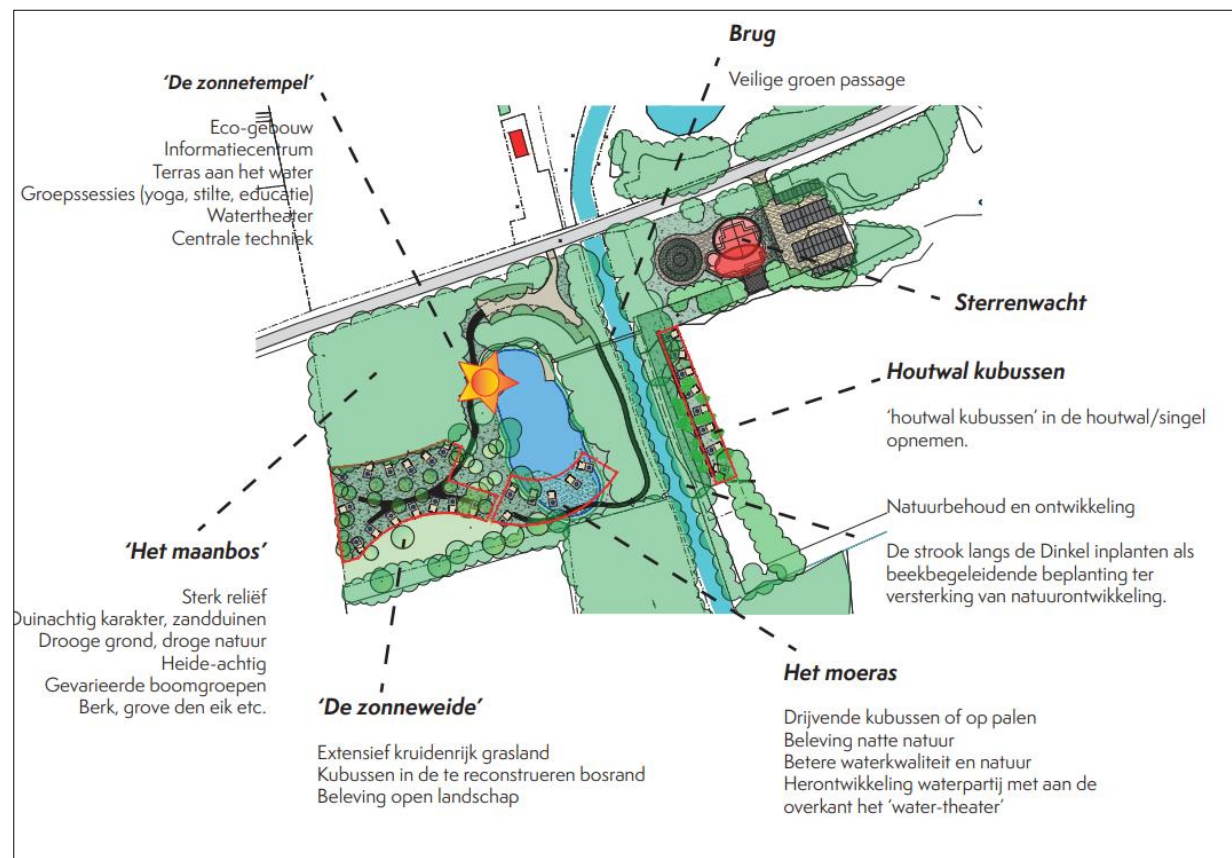 Brug
Veilige groen passage
'De zonnetempel'
Eco-gebouw
Informatiecentrum
Terras aan het water
Groepssessies (yoga, stilte, educatie)
Watertheater
Centrale techniek
Sterrenwacht
Houtwal kubussen
'houtwal kubussen' in de houtwal/singel
opnemen.
Natuurbehoud en ontwikkeling
De strook langs de Dinkel inplanten als
beekbegeleidende beplanting ter
versterking van natuurontwikkeling.
'Het maanbos'
Sterk reliëf
Duinachtig karakter, zandduinen
Drooge grond, droge natuur
Heide-achtig
Gevarieerde boomgroepen
Berk, grove den eik etc.
'De zonneweide'
Extensief kruidenrijk grasland
Kubussen in de te reconstrueren bosrand
Beleving open landschap
Het moeras
Drijvende kubussen of op palen
Beleving natte natuur
Betere waterkwaliteit en natuur
Herontwikkeling waterpartij met aan de
overkant het 'water-theater'